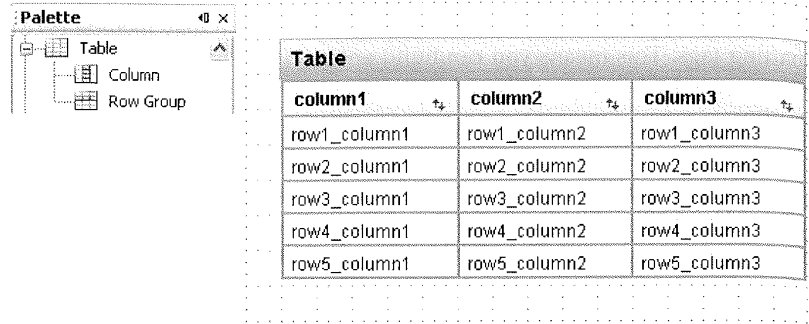 Palette
Table
Column
Row Group
Table
column1 column2 column3
row1_column1 row1_column2 row1_column3
row2_column1 row2_column2 row2_column3
row3_column1 row3_column2 row3_column3
row4_column1 row4_column2 row4_column3
row5_column1 row5_column2 row5_column3